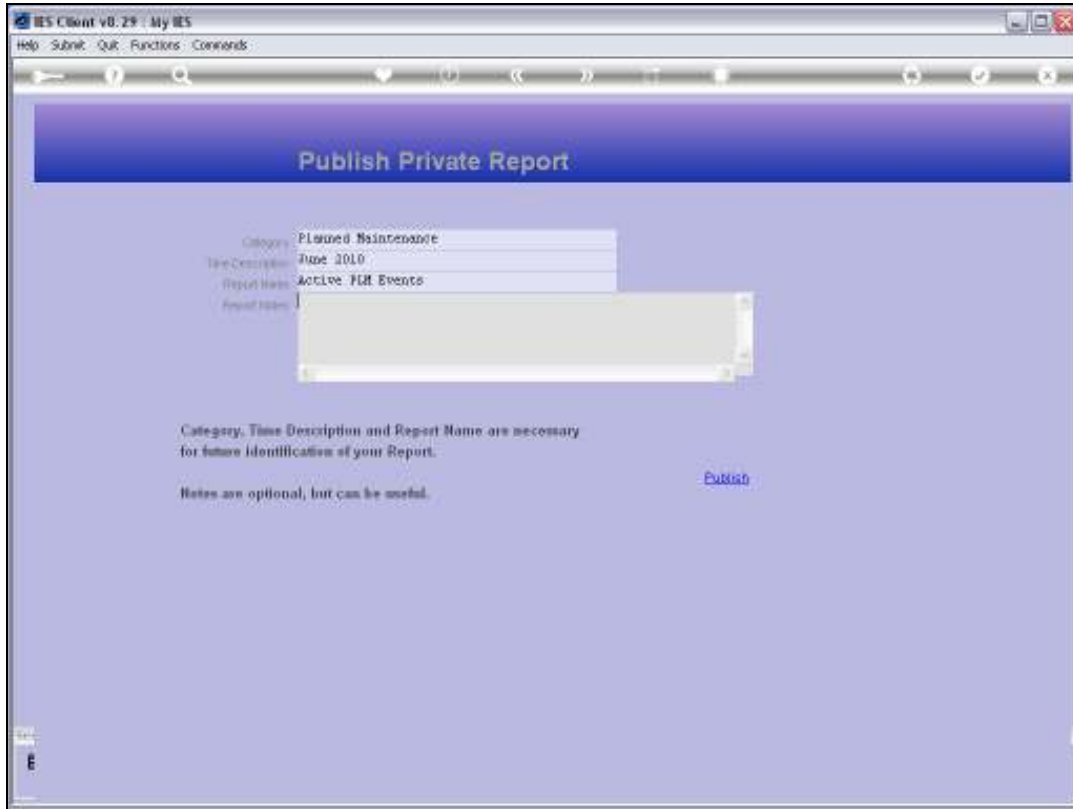 IES Client v8.29 : My IES
Help Submit Quit Functions Commands
Publish Private Report
Category Planned Maintenance
Time Description June 2010
Report Name Active PLM Events
Report Notes
Category, Time Description and Report Name are necessary
for future identification of your Report.
Publish
Notes are optional, but can be useful.